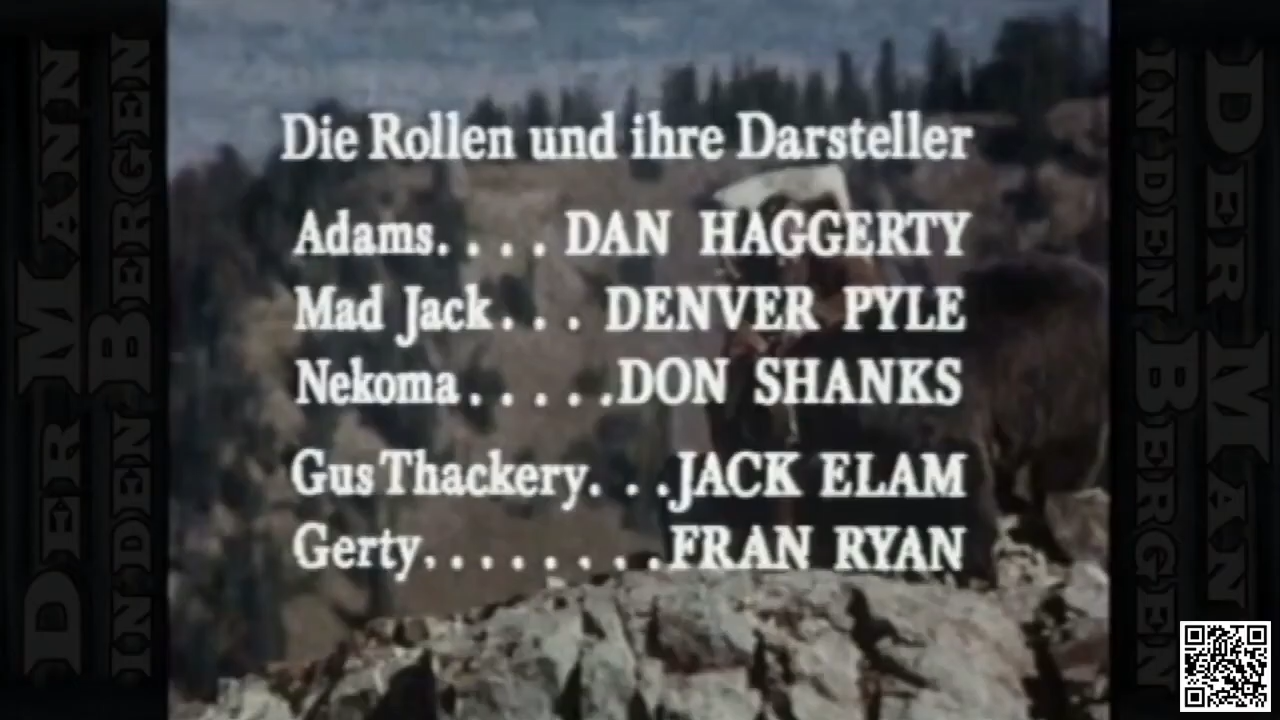 Die Rollen und ihre Darsteller
Adams. . . . DAN HAGGERTY
Mad Jack. . . DENVER PYLE
Nekoma . . . . .DON SHANKS
Gus Thackery. . .JACK ELAM
Gerty. . . . . . . . .FRAN RYAN
DER MANN
IN DEN BERGEN
DER MANN
IN DEN BERGEN